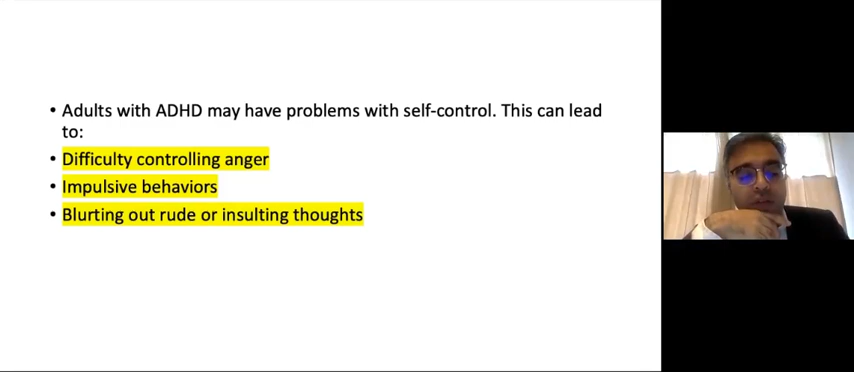 • Adults with ADHD may have problems with self-control. This can lead
to:
• Difficulty controlling anger
• Impulsive behaviors
• Blurting out rude or insulting thoughts